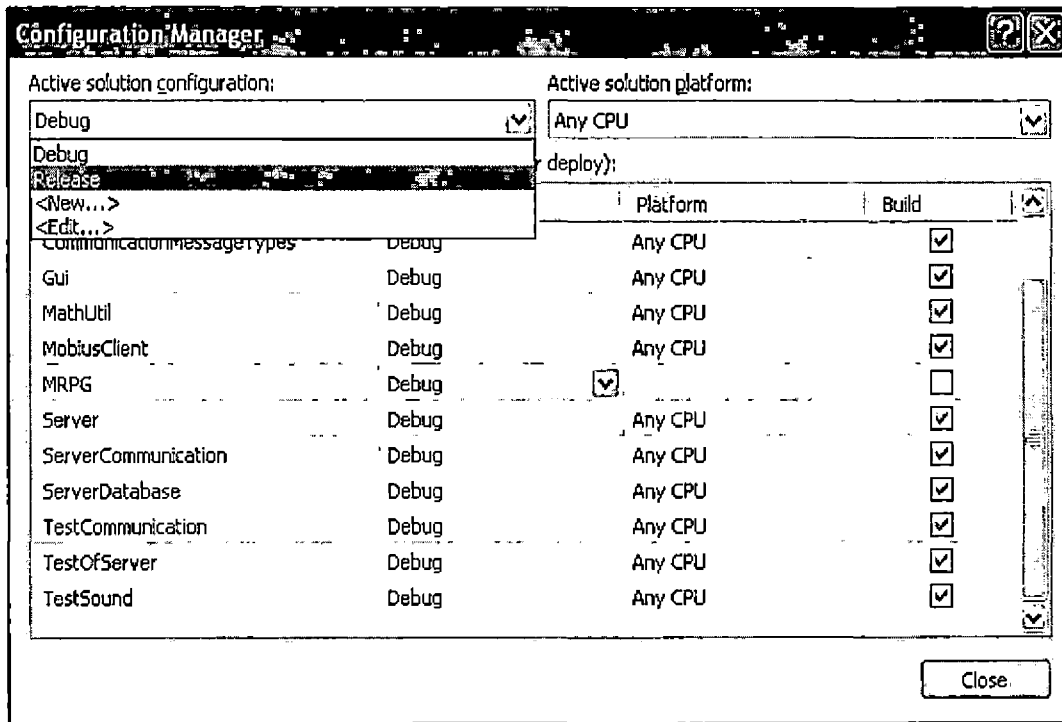 Configuration Manager
Active solution configuration: Active solution platform:
Debug Any CPU
Debug
Release
<New...>
<Edit...>
deploy):
Platform Build
CommunicationMessageTypes Debug Any CPU
Gui Debug Any CPU
MathUtil Debug Any CPU
MobiusClient Debug Any CPU
MRPG Debug
Server Debug Any CPU
ServerCommunication Debug Any CPU
ServerDatabase Debug Any CPU
TestCommunication Debug Any CPU
TestOfServer Debug Any CPU
TestSound Debug Any CPU
Close